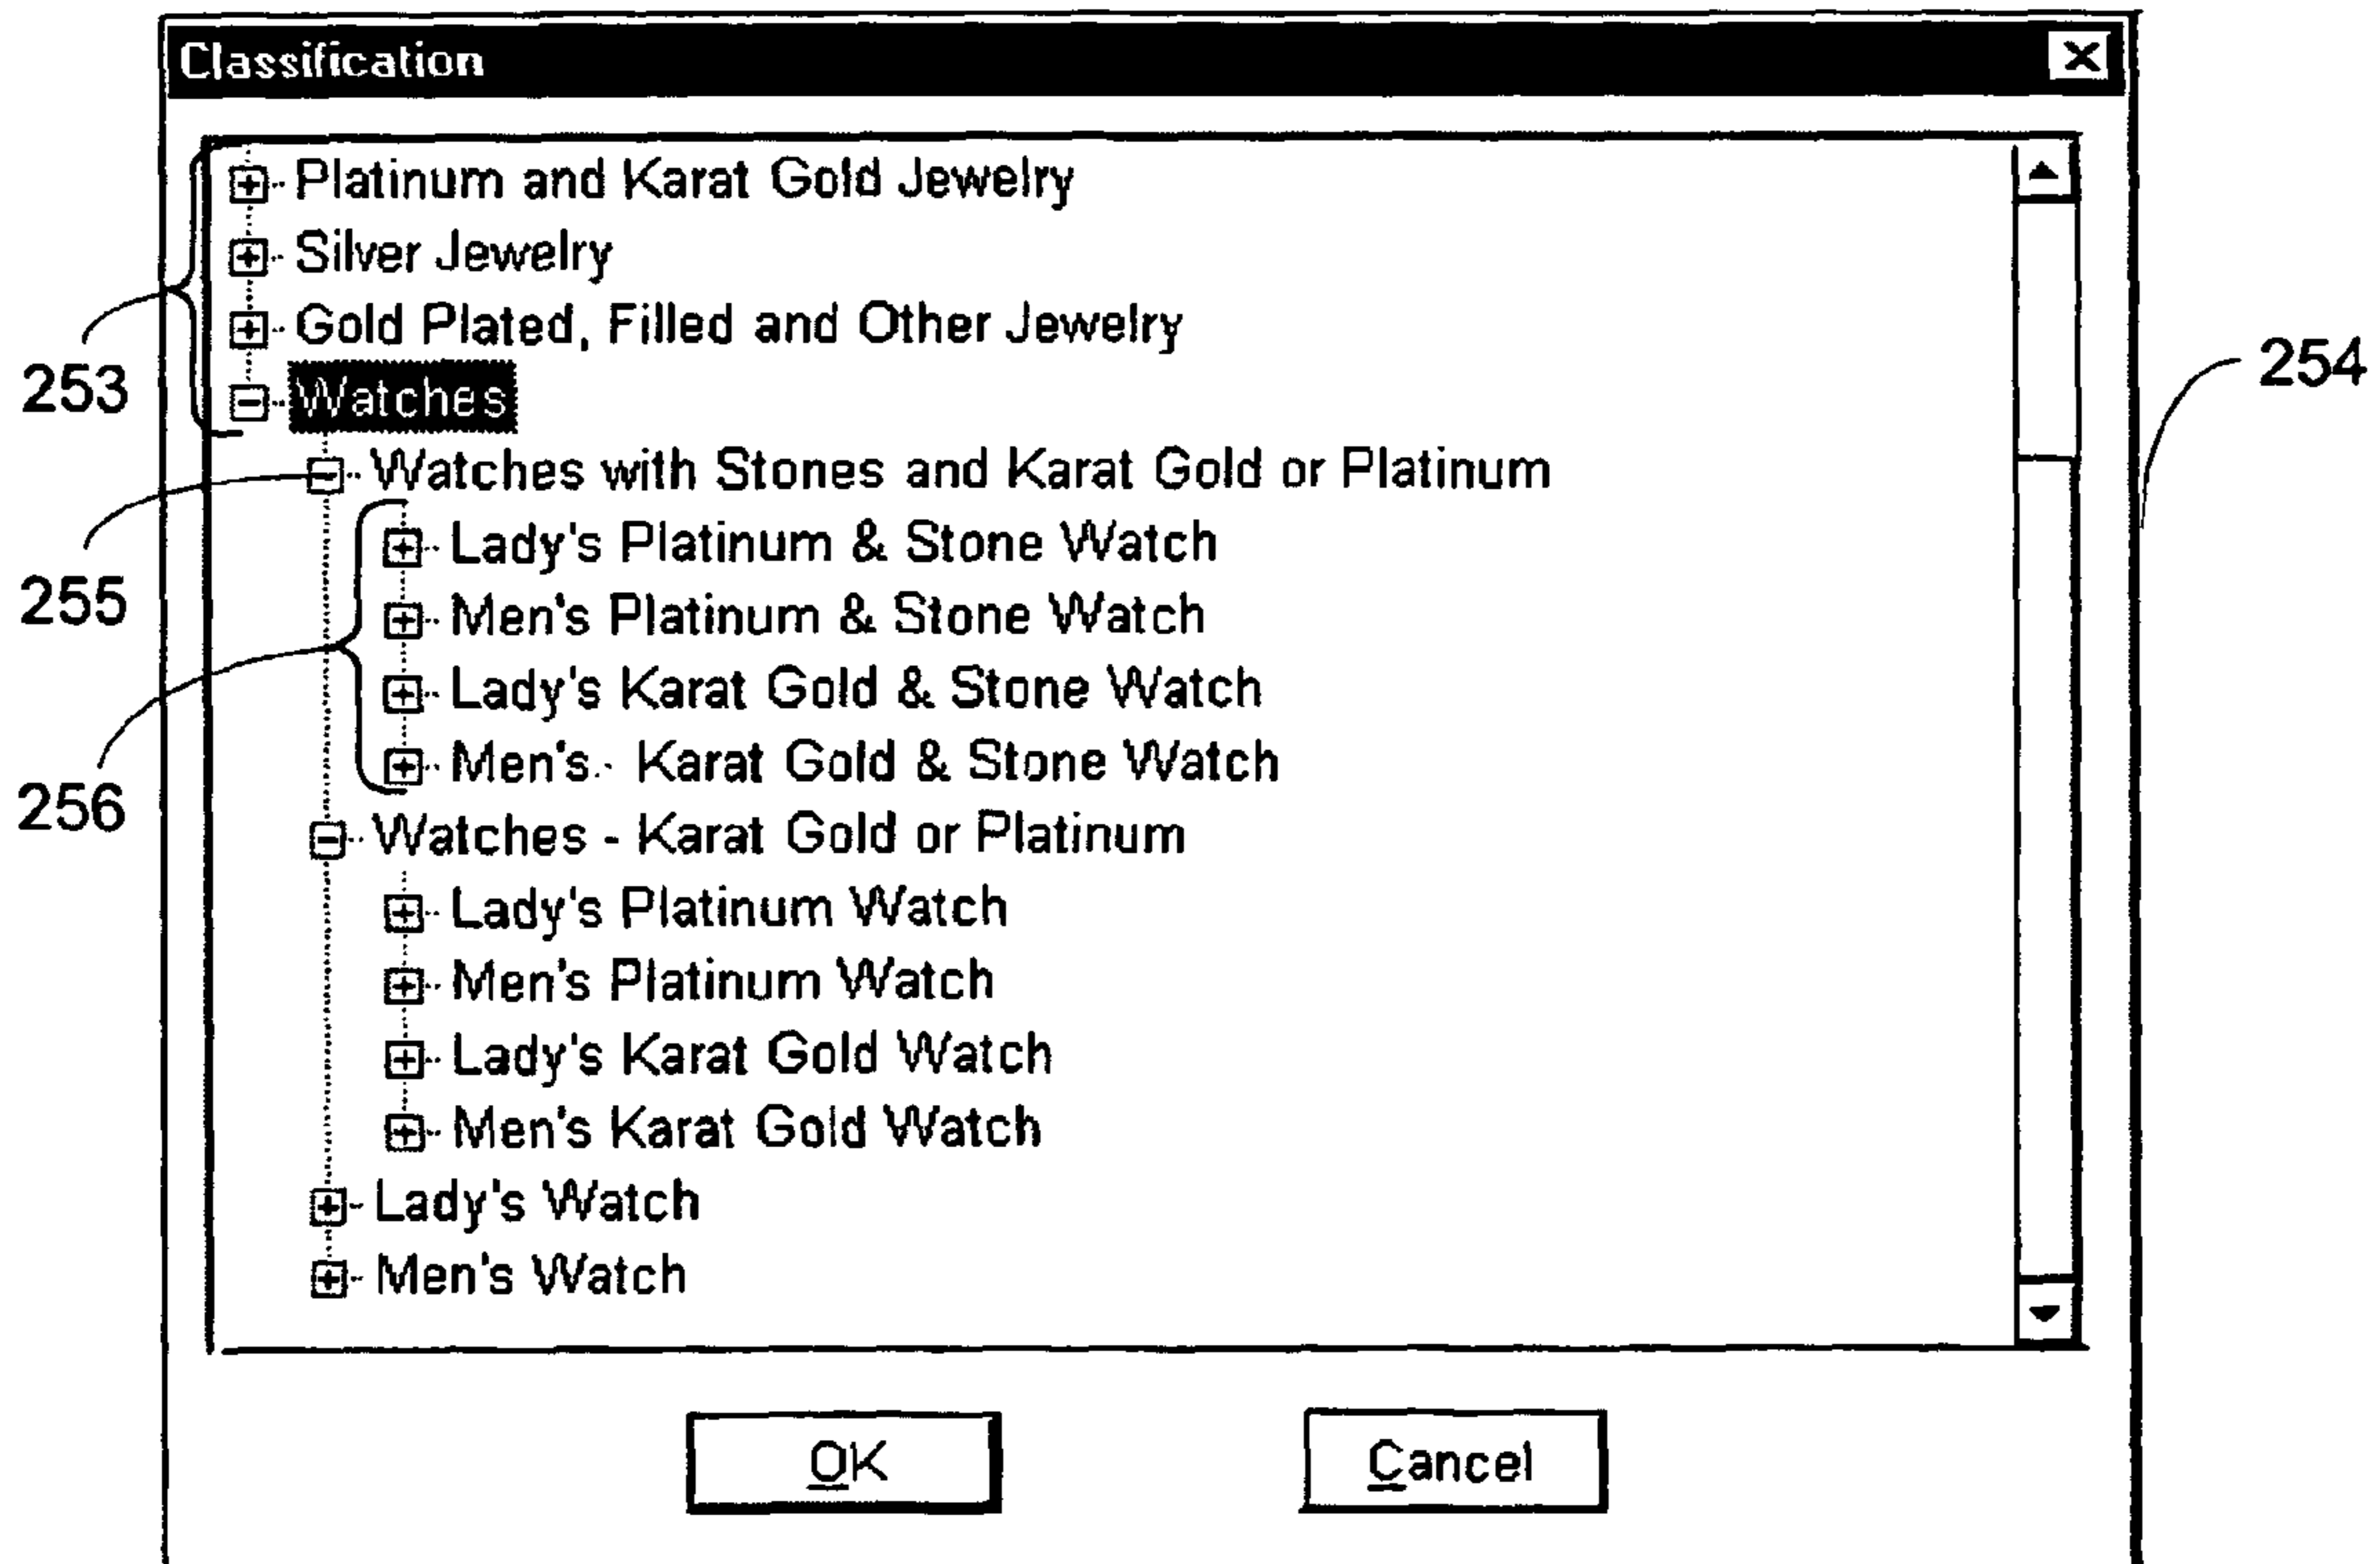 Classification
Platinum and Karat Gold Jewelry
Silver Jewelry
Gold Plated, Filled and Other Jewelry
253
Watches
254
Watches with Stones and Karat Gold or Platinum
Lady's Platinum & Stone Watch
255
Men's Platinum & Stone Watch
Lady's Karat Gold & Stone Watch
Men's - Karat Gold & Stone Watch
256
Watches - Karat Gold or Platinum
Lady's Platinum Watch
Men's Platinum Watch
Lady's Karat Gold Watch
Men's Karat Gold Watch
Lady's Watch
Men's Watch
OK
Cancel